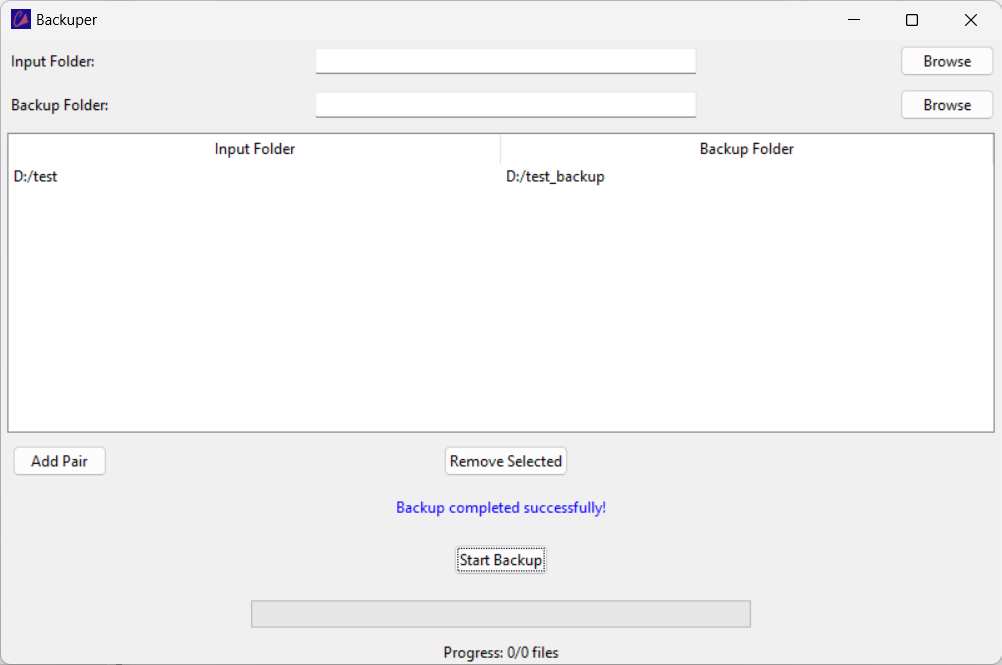 Backuper
Input Folder:
Browse
Backup Folder:
Browse
Input Folder Backup Folder
D:/test D:/test_backup
Add Pair Remove Selected
Backup completed successfully!
Start Backup
Progress: 0/0 files